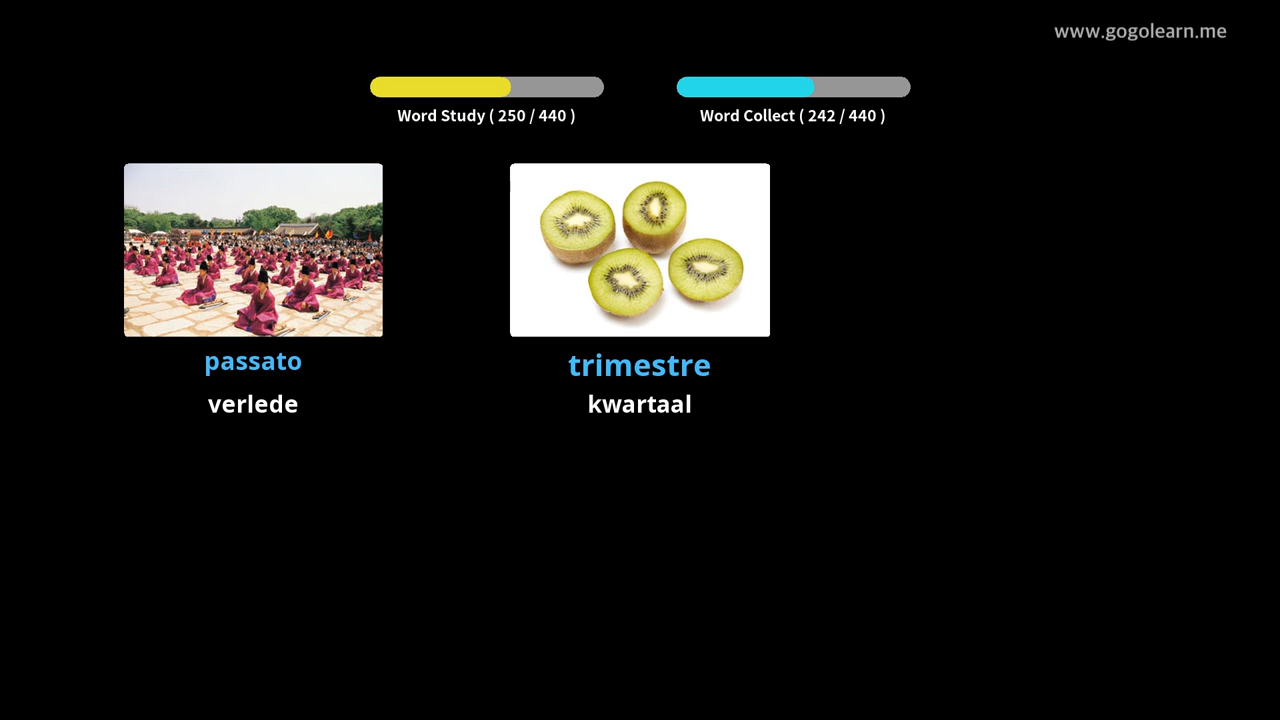 www.gogolearn.me
Word Study ( 250 / 440 )
Word Collect ( 242 / 440 )
passato
verlede
trimestre
kwartaal